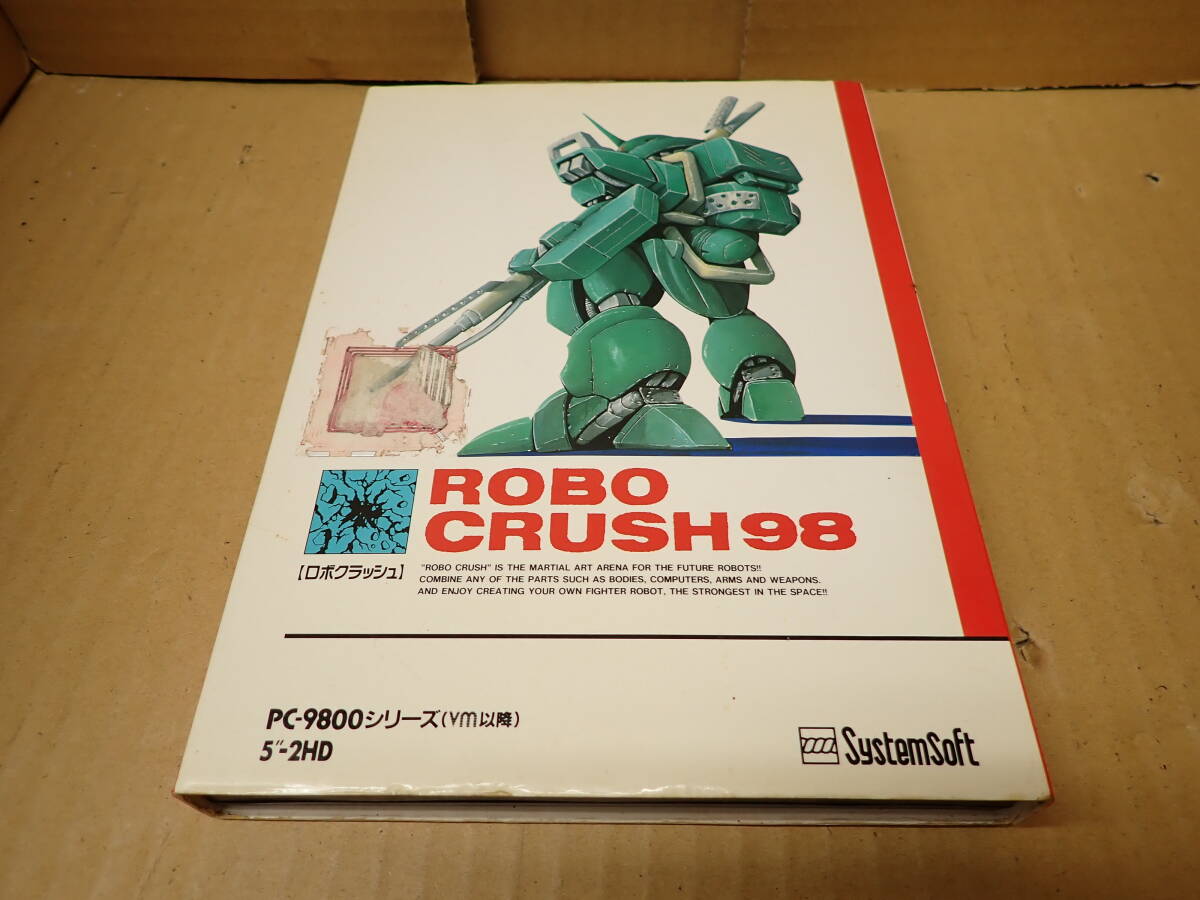 ROBO
CRUSH98
【ロボクラッシュ】
"ROBO CRUSH" IS THE MARTIAL ART ARENA FOR THE FUTURE ROBOTS!!
COMBINE ANY OF THE PARTS SUCH AS BODIES, COMPUTERS, ARMS AND WEAPONS.
AND ENJOY CREATING YOUR OWN FIGHTER ROBOT, THE STRONGEST IN THE SPACE!!
PC-9800シリーズ(vm以降)
5"-2HD
SystemSoft